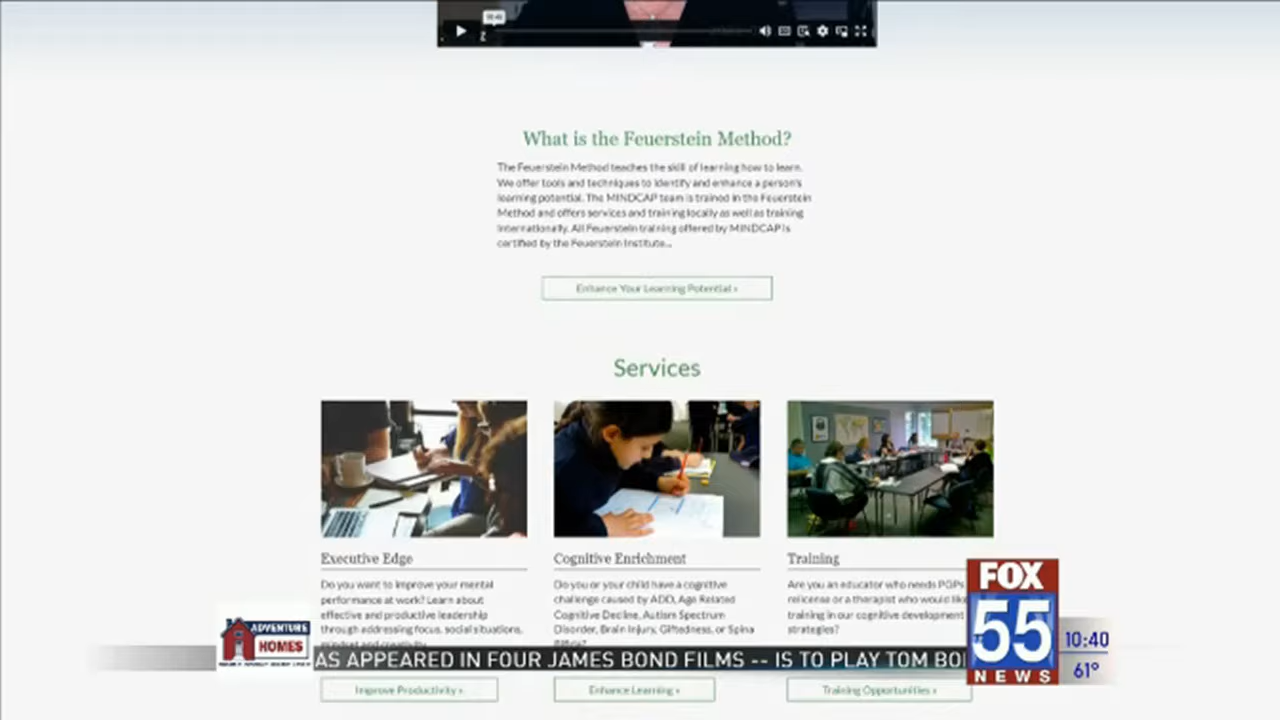 What is the Feuerstein Method?
The Feuerstein Method teaches the skill of learning how to learn.
We offer tools and techniques to identify and enhance a person's
learning potential. The MINDCAP team is trained in the Feuerstein
Method and offers services and training locally as well as training
internationally. All Feuerstein training offered by MINDCAP is
certified by the Feuerstein Institute...
Enhance Your Learning Potential »
Services
Executive Edge
Do you want to improve your mental
performance at work? Learn about
effective and productive leadership
through addressing focus, social situations,
mindset and creativity.
Improve Productivity »
Cognitive Enrichment
Do you or your child have a cognitive
challenge caused by ADD, Age Related
Cognitive Decline, Autism Spectrum
Disorder, Brain Injury, Giftedness, or Spina
Enhance Learning »
Training
Are you an educator who needs PGPs
relicense or a therapist who would like
training in our cognitive development
strategies?
Training Opportunities »
ADVENTURE
HOMES
AS APPEARED IN FOUR JAMES BOND FILMS -- IS TO PLAY TOM BO
FOX
55
NEWS
10:40
61°